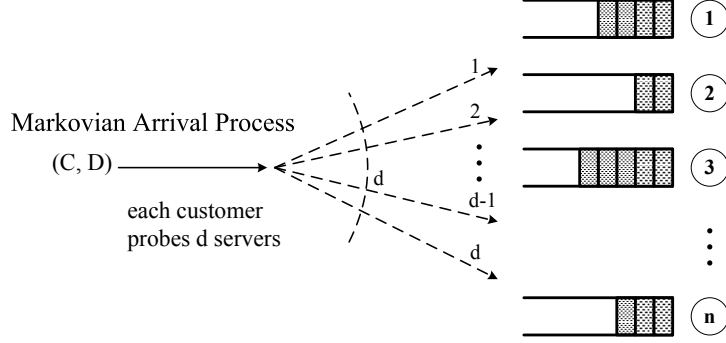 1
1
2
Markovian Arrival Process
2
(C, D)
3
d
each customer
probes d servers
d-1
d
n